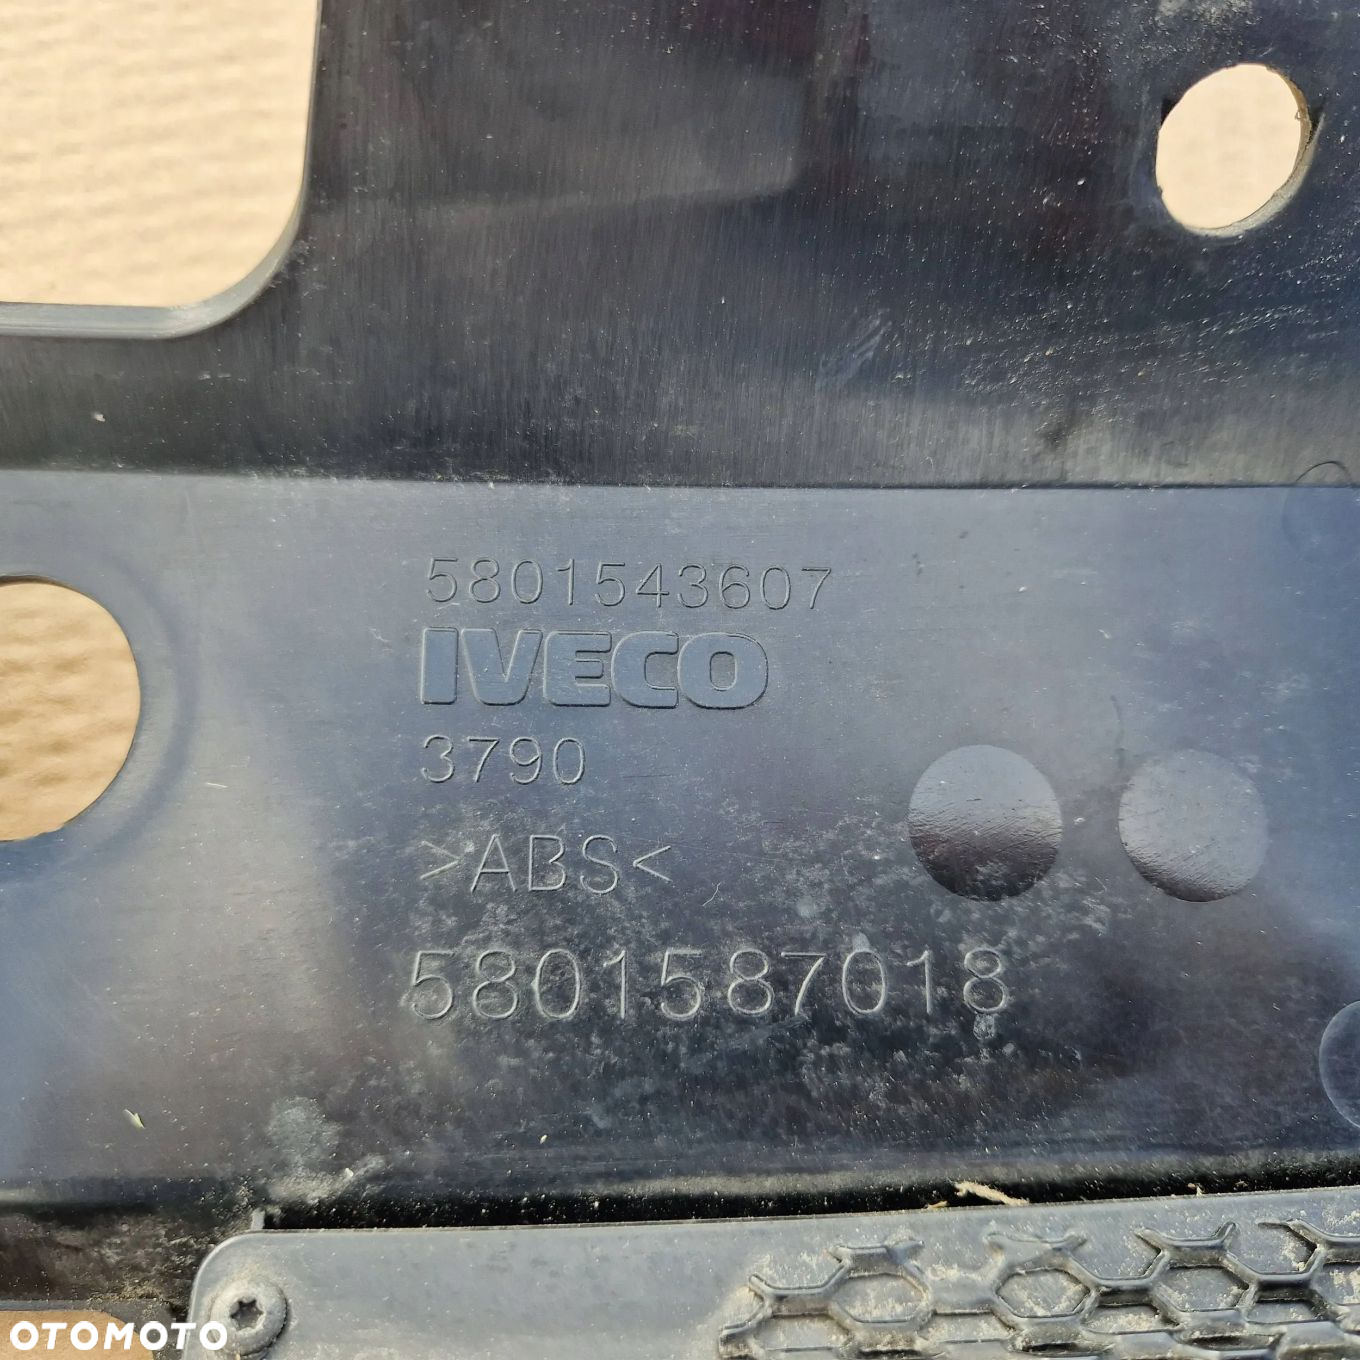 5801543607
IVECO
3790
>ABS<
5801587018
OTOMOTO